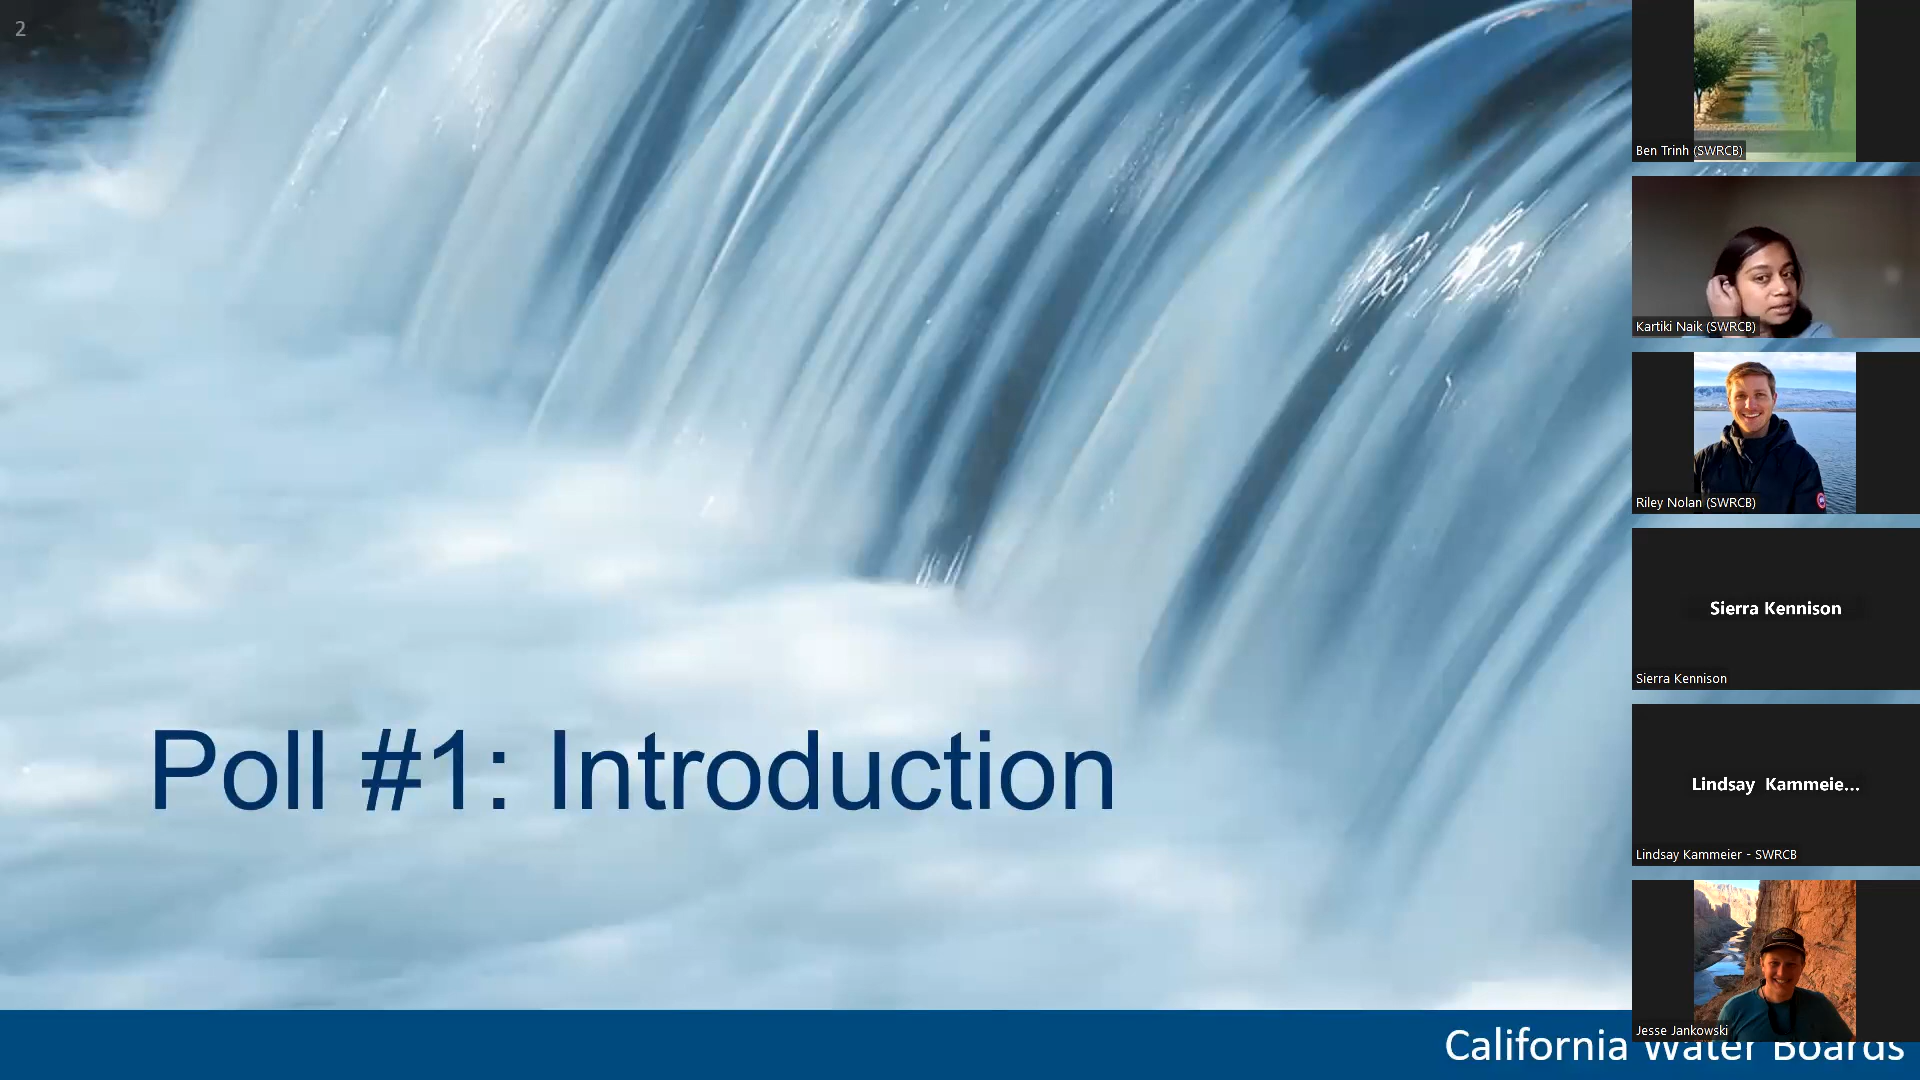 2
Poll #1: Introduction
California Water Boards
Ben Trinh (SWRCB)
Kartiki Naik (SWRCB)
Riley Nolan (SWRCB)
Sierra Kennison
Sierra Kennison
Lindsay Kammeie...
Lindsay Kammeier - SWRCB
Jesse Jankowski